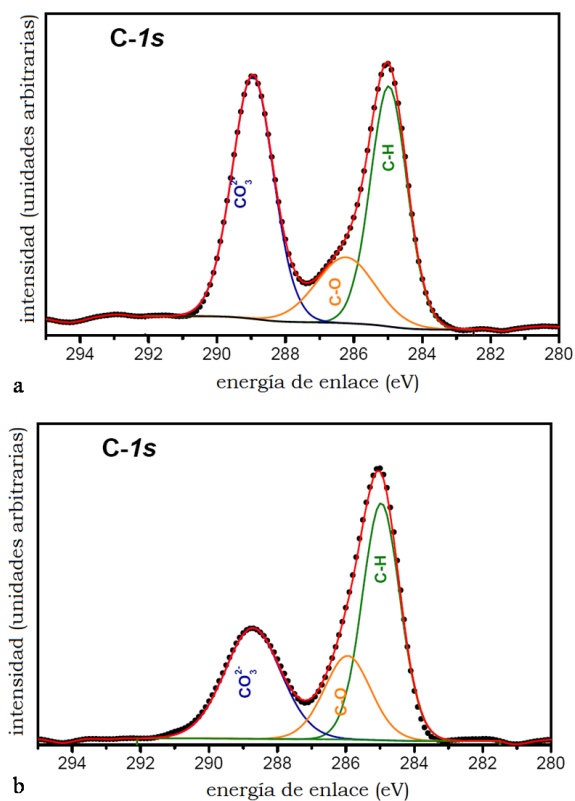 C-1s
intensidad (unidades arbitrarias)
CO₃²⁻
C-O
C-H
294 292 290 288 286 284 282 280
energía de enlace (eV)
a
C-1s
intensidad (unidades arbitrarias)
CO₃²⁻
C-O
C-H
294 292 290 288 286 284 282 280
energía de enlace (eV)
b